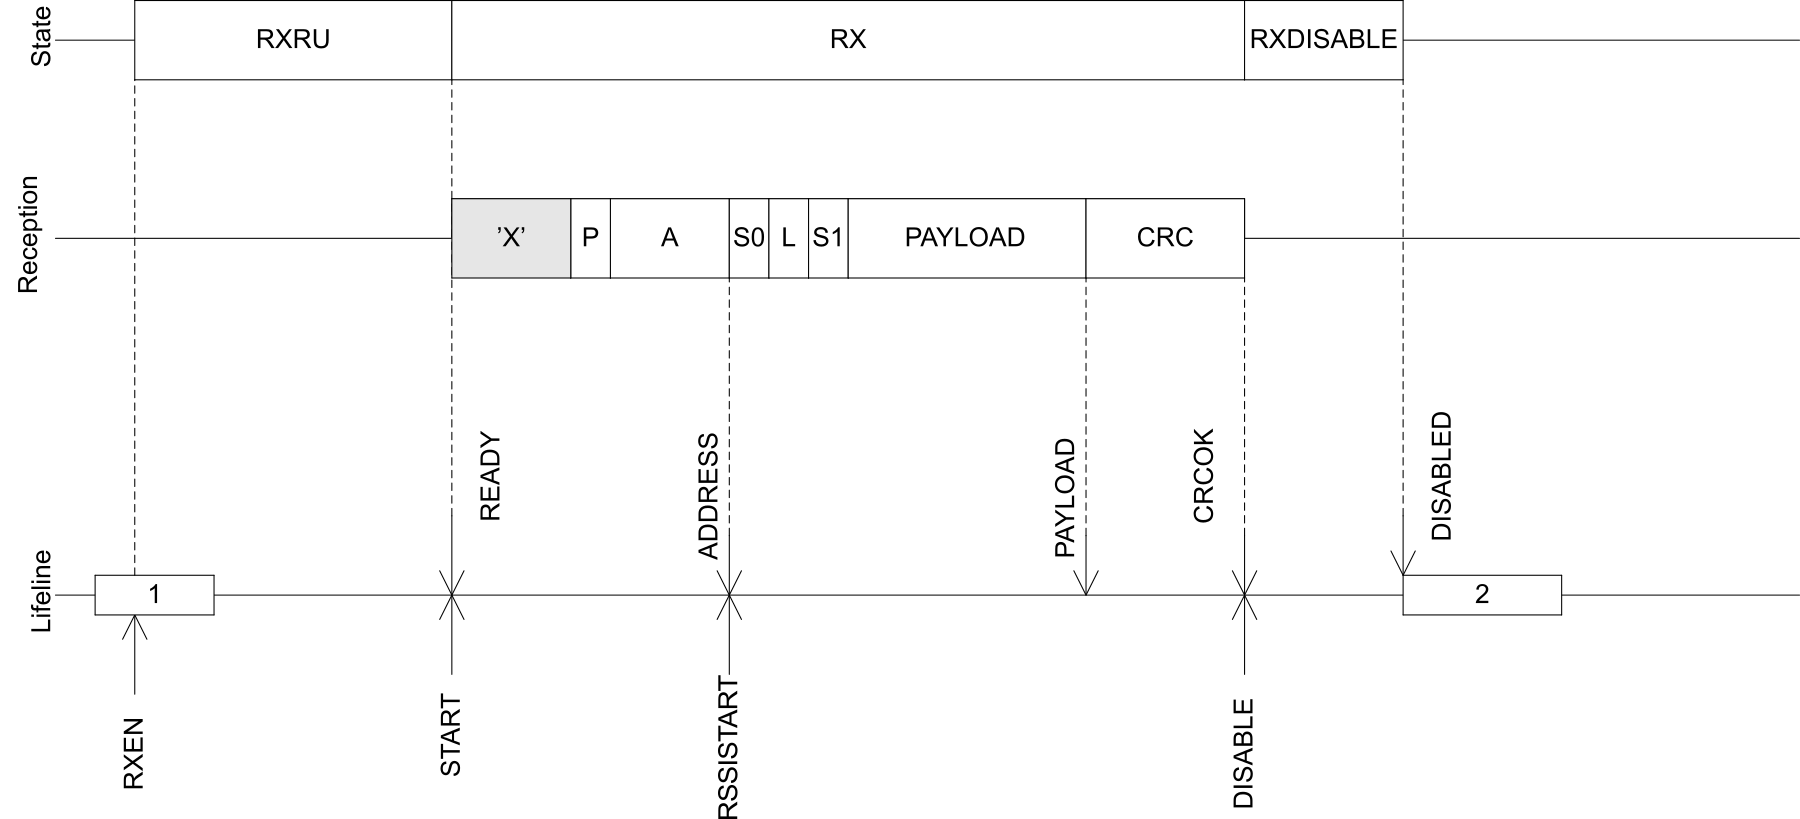 State
RXRU
RX
RXDISABLE
Reception
’X’
P
A
S0
L
S1
PAYLOAD
CRC
READY
ADDRESS
PAYLOAD
CRCOK
DISABLED
Lifeline
1
2
RXEN
START
RSSISTART
DISABLE